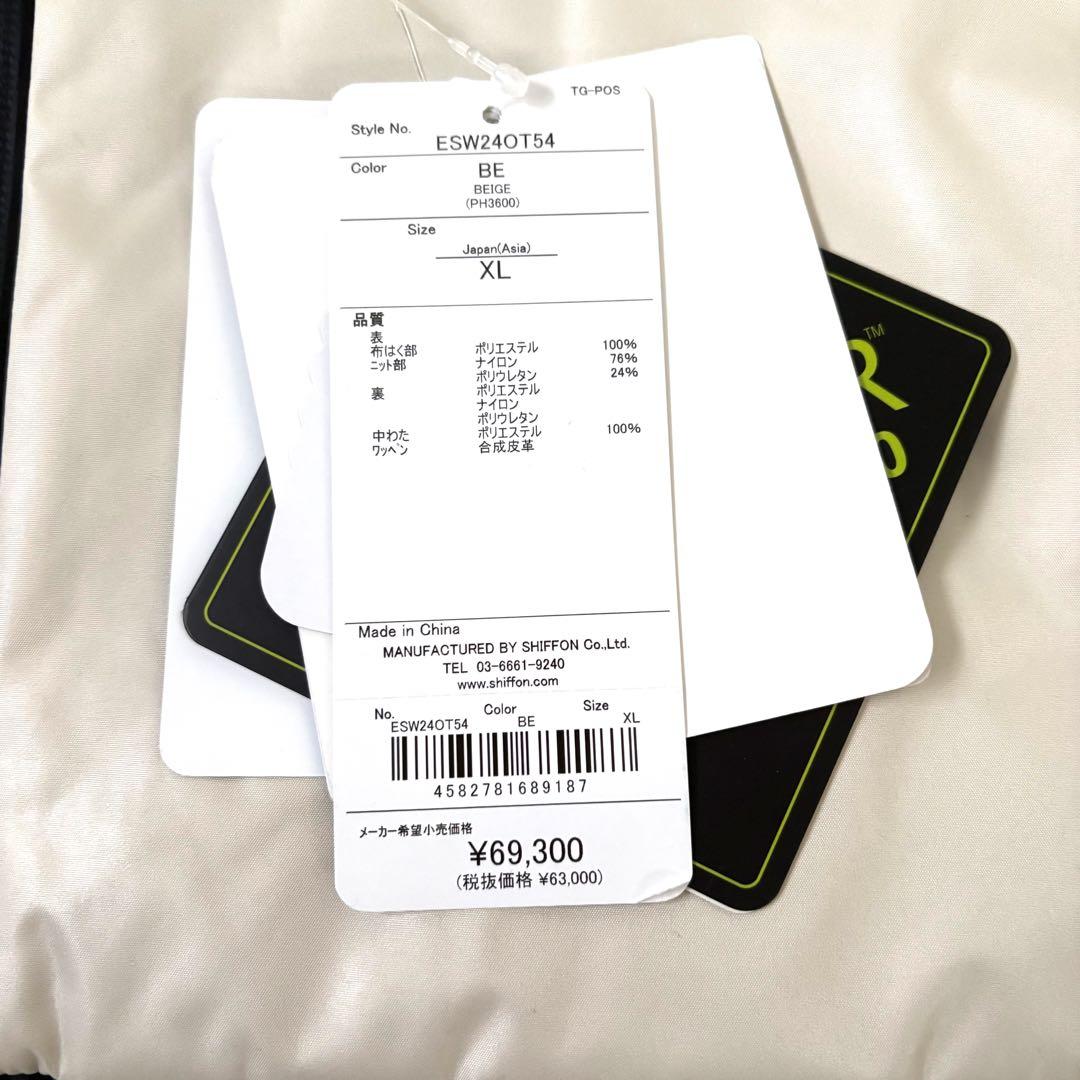 TG-POS
Style No.
ESW24OT54
Color
BE
BEIGE
(PH3600)
Size
Japan(Asia)
XL
品質
表
布はく部 ポリエステル 100%
ニット部 ナイロン 76%
ポリウレタン 24%
裏 ポリエステル
ナイロン
ポリウレタン
中わた ポリエステル 100%
ワッペン 合成皮革
Made in China
MANUFACTURED BY SHIFFON Co.,Ltd.
TEL 03-6661-9240
www.shiffon.com
No. Color Size
ESW24OT54 BE XL
4582781689187
メーカー希望小売価格
¥69,300
(税抜価格 ¥63,000)
TM